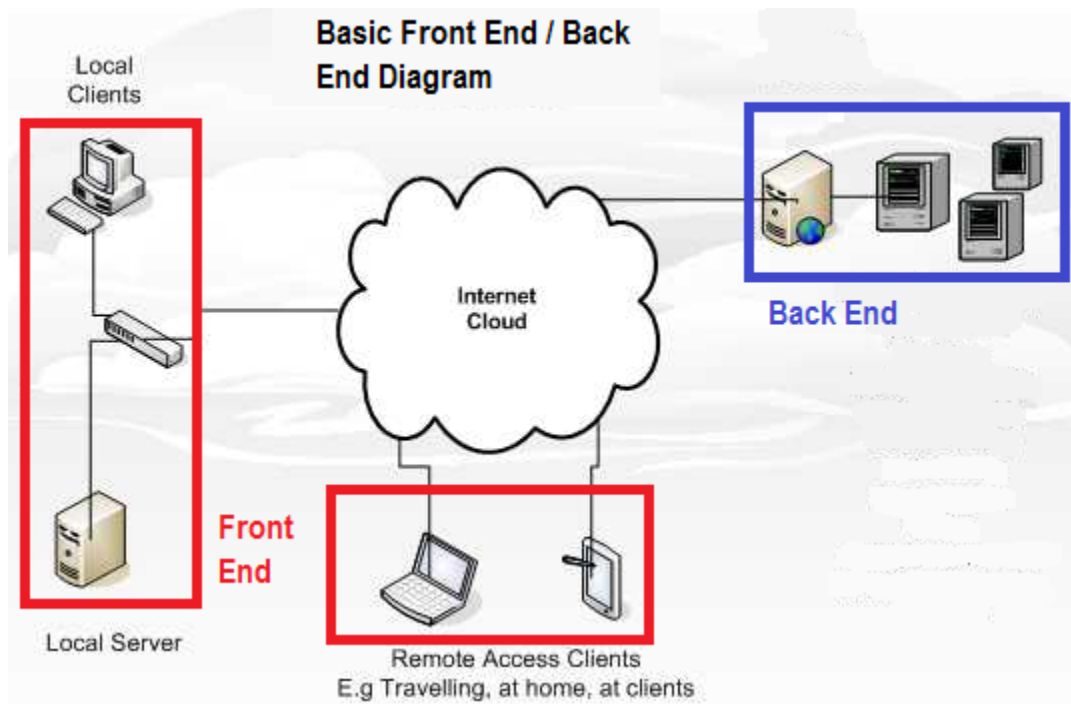 Basic Front End / Back
End Diagram
Local
Clients
Internet
Cloud
Back End
Front
End
Local Server
Remote Access Clients
E.g Travelling, at home, at clients